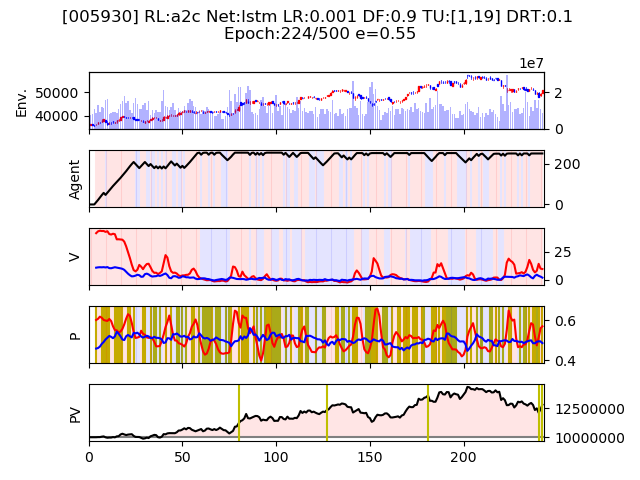 [005930] RL:a2c Net:lstm LR:0.001 DF:0.9 TU:[1,19] DRT:0.1
Epoch:224/500 e=0.55
1e7
Env.
50000
40000
2
0
Agent
200
0
V
25
0
P
0.6
0.4
PV
12500000
10000000
0 50 100 150 200